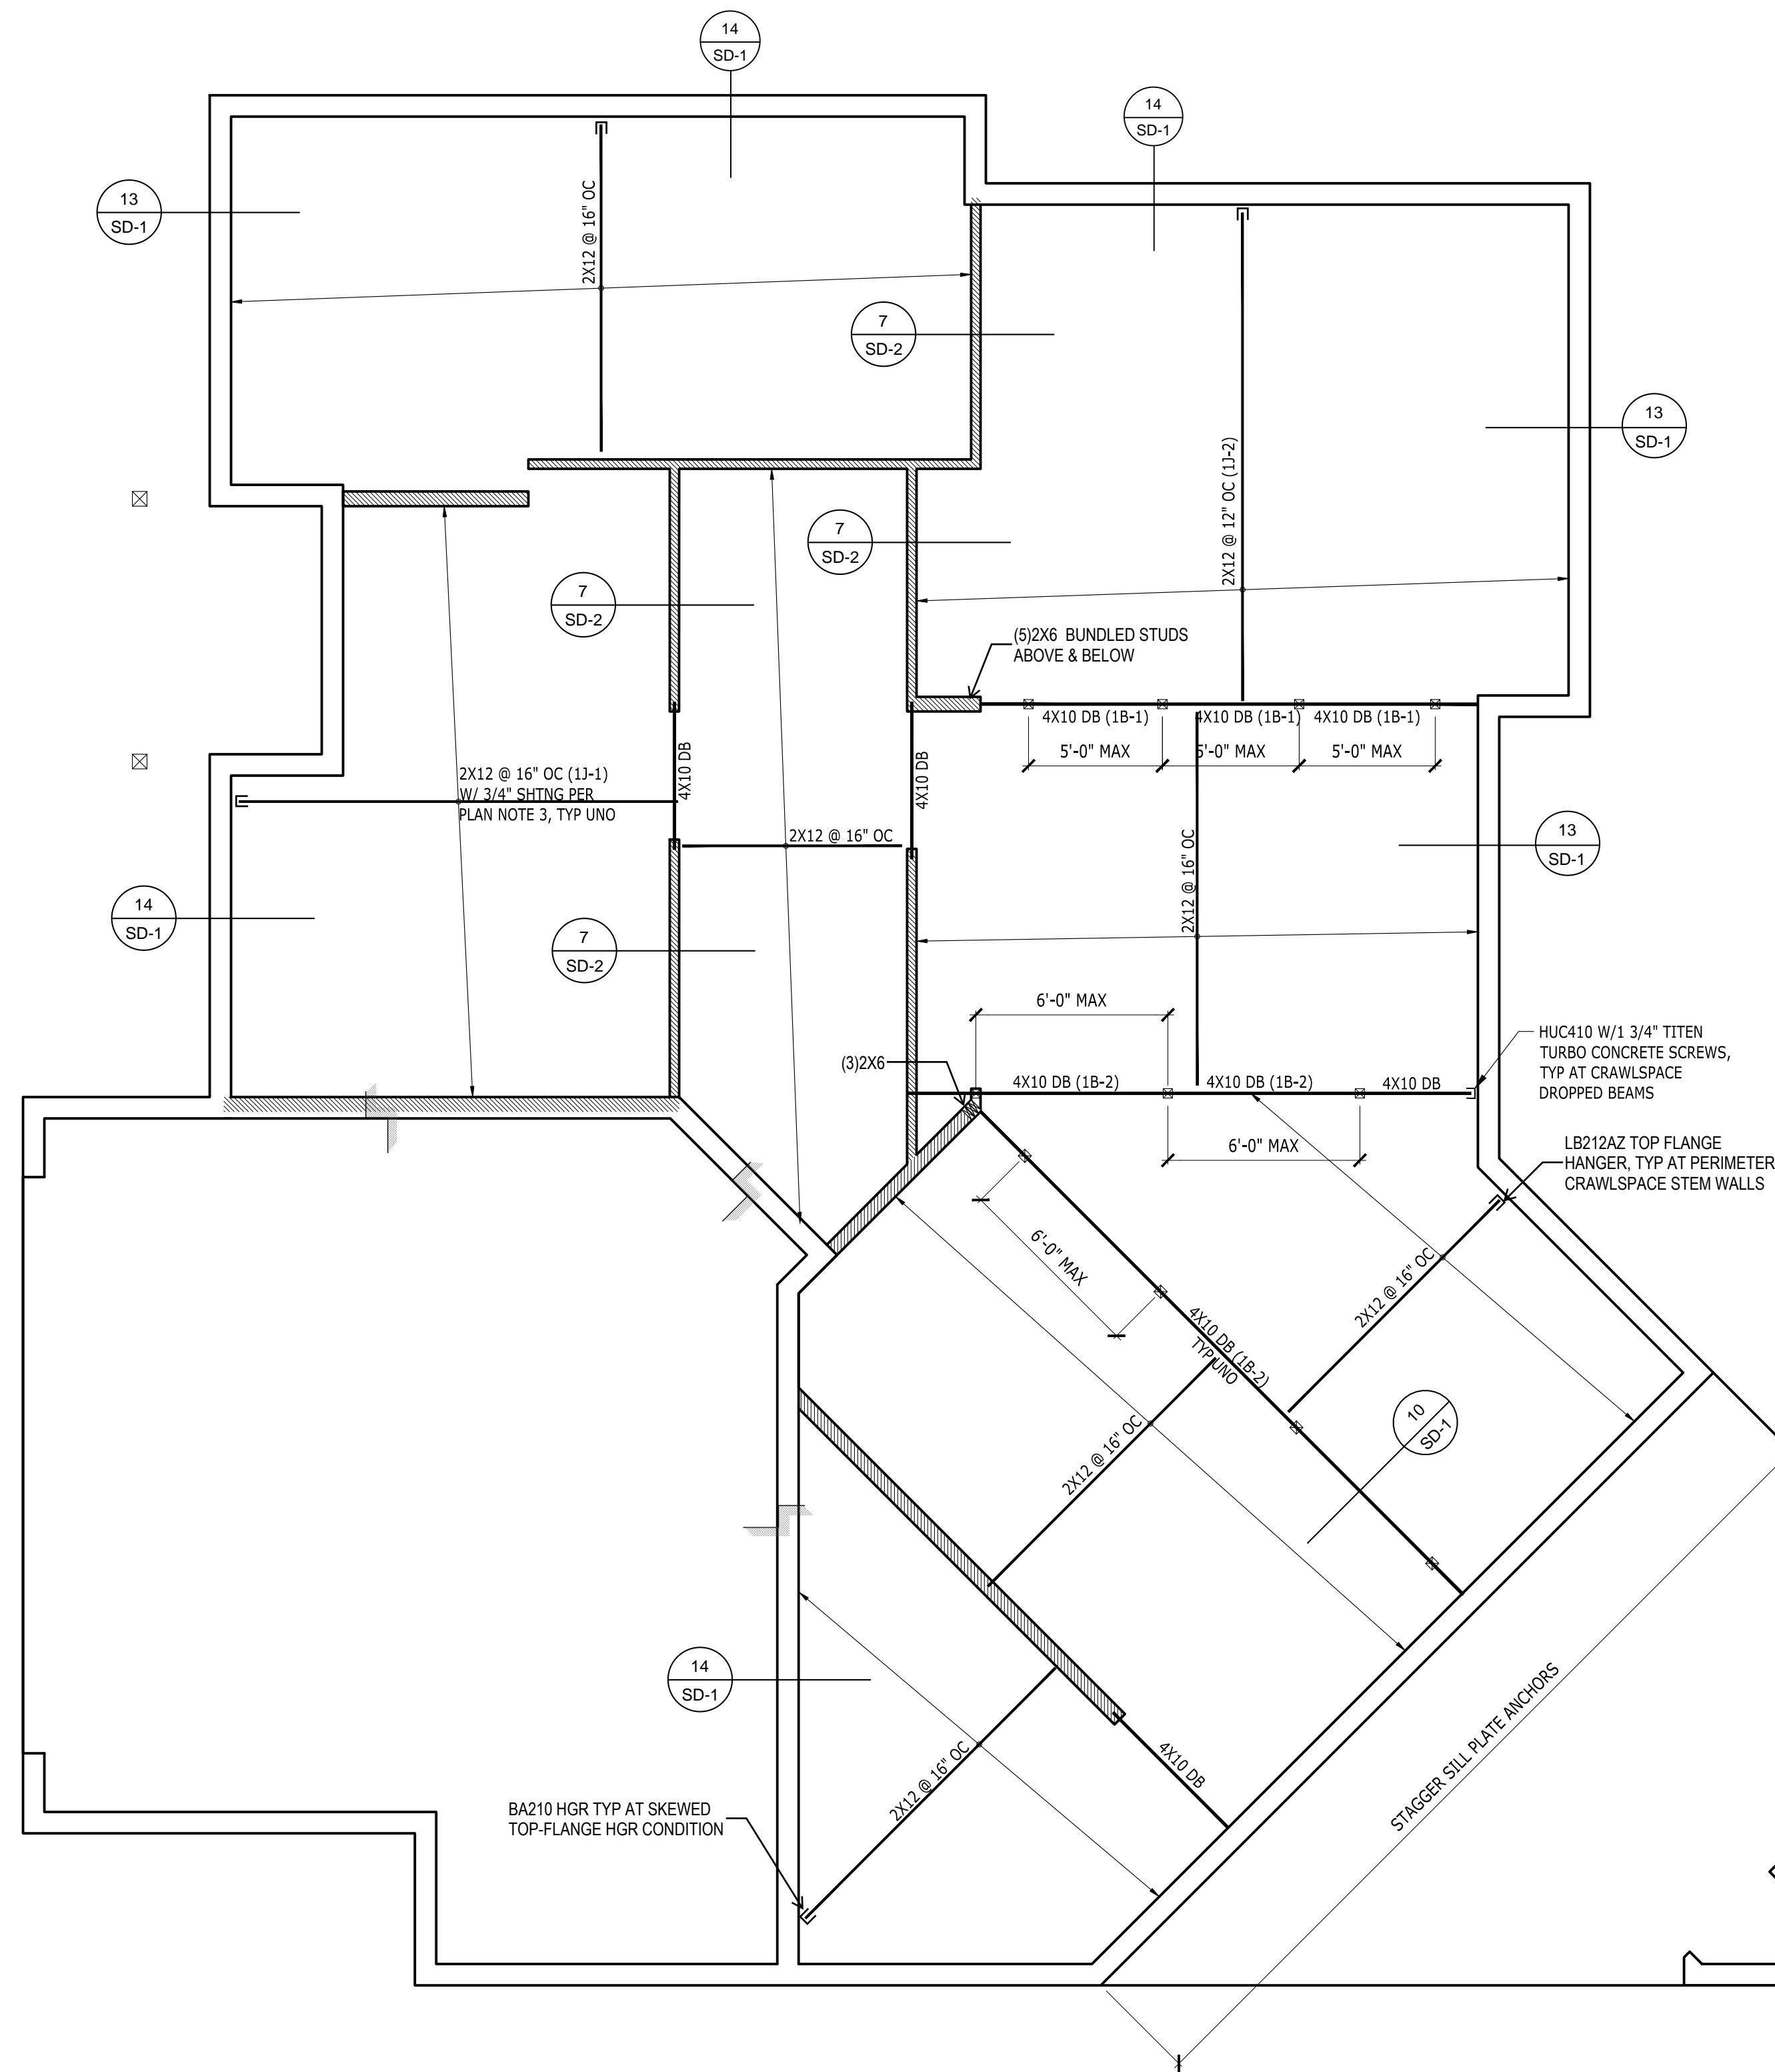 14
SD-1
14
SD-1
13
SD-1
2X12 @ 16" OC
7
SD-2
13
SD-1
2X12 @ 12" OC (1J-2)
7
SD-2
7
SD-2
(5)2X6 BUNDLED STUDS
ABOVE & BELOW
4X10 DB (1B-1)
4X10 DB (1B-1)
4X10 DB (1B-1)
5'-0" MAX
5'-0" MAX
5'-0" MAX
4X10 DB
4X10 DB
2X12 @ 16" OC (1J-1)
W/ 3/4" SHTNG PER
PLAN NOTE 3, TYP UNO
2X12 @ 16" OC
2X12 @ 16" OC
13
SD-1
14
SD-1
7
SD-2
6'-0" MAX
HUC410 W/1 3/4" TITEN
TURBO CONCRETE SCREWS,
TYP AT CRAWLSPACE
DROPPED BEAMS
(3)2X6
4X10 DB (1B-2)
4X10 DB (1B-2)
4X10 DB
6'-0" MAX
LB212AZ TOP FLANGE
HANGER, TYP AT PERIMETER
CRAWLSPACE STEM WALLS
6'-0" MAX
2X12 @ 16" OC
4X10 DB (1B-2)
TYP UNO
10
SD-1
2X12 @ 16" OC
14
SD-1
STAGGER SILL PLATE ANCHORS
4X10 DB
2X12 @ 16" OC
BA210 HGR TYP AT SKEWED
TOP-FLANGE HGR CONDITION